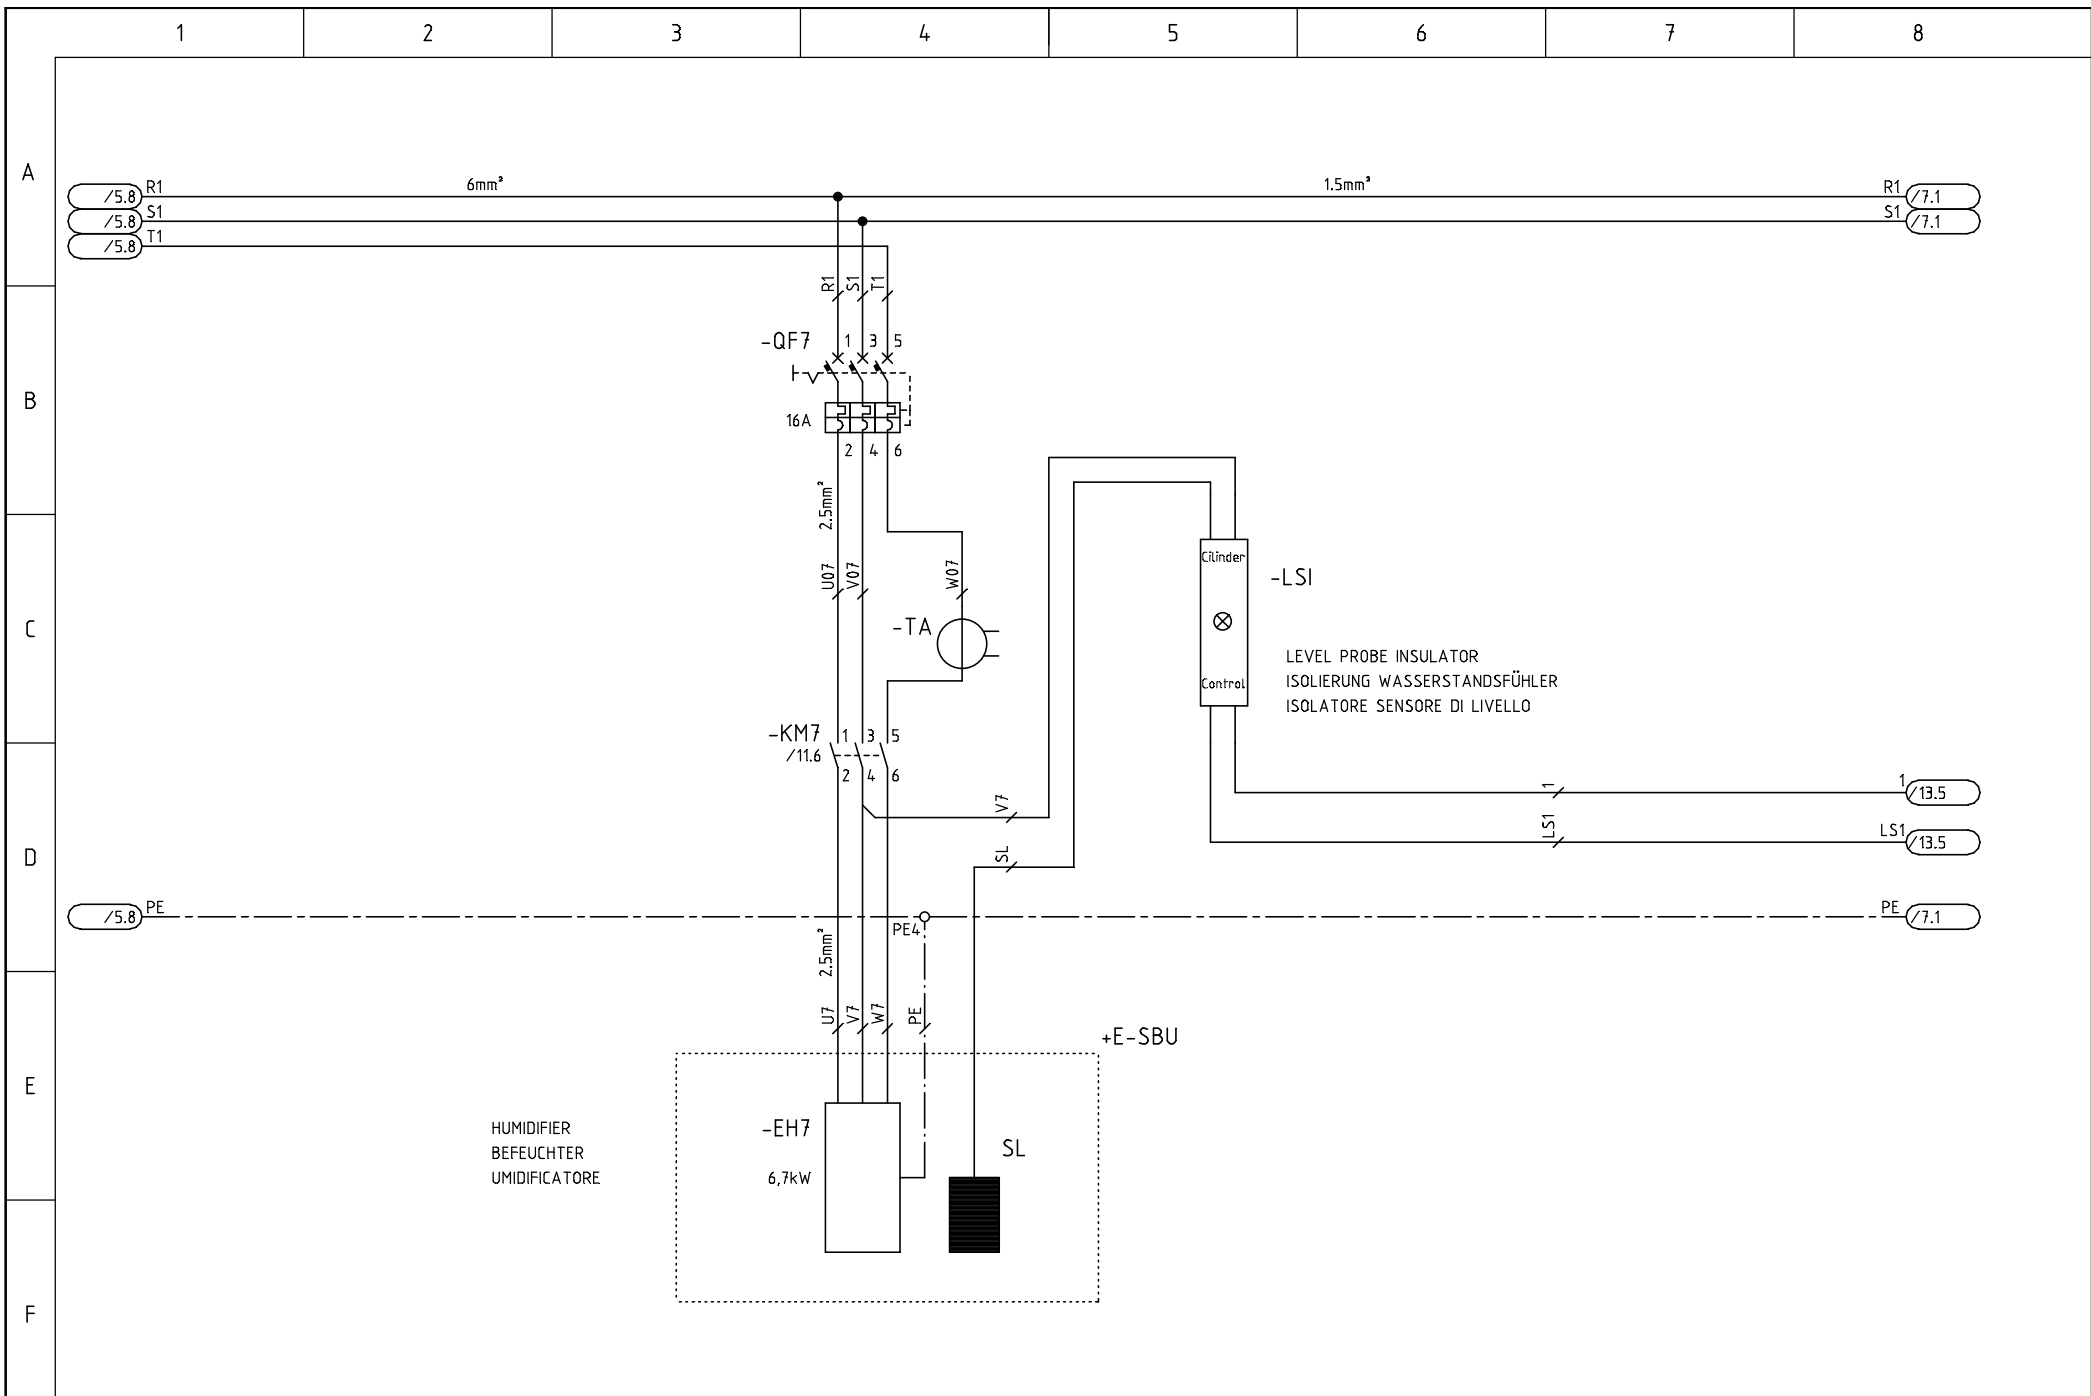 1 2 3 4 5 6 7 8
A
R1 6mm² 1.5mm³ R1
/5.8 /7.1
S1 S1
/5.8 /7.1
T1
/5.8
R1 S1 T1
-QF7 1 3 5
B
16A
2 4 6
2.5mm²
Cilinder
U07 V07 W07
-LSI
C
-TA
LEVEL PROBE INSULATOR
ISOLIERUNG WASSERSTANDSFÜHLER
Control
ISOLATORE SENSORE DI LIVELLO
-KM7 1 3 5
/11.6
2 4 6
V7 1 1
/13.5
LS1 LS1
/13.5
SL
D
PE PE
/5.8 /7.1
PE4
2.5mm²
U7 V7 W7 PE
+E-SBU
E
HUMIDIFIER
-EH7
BEFEUCHTER
SL
UMIDIFICATORE
6,7kW
F